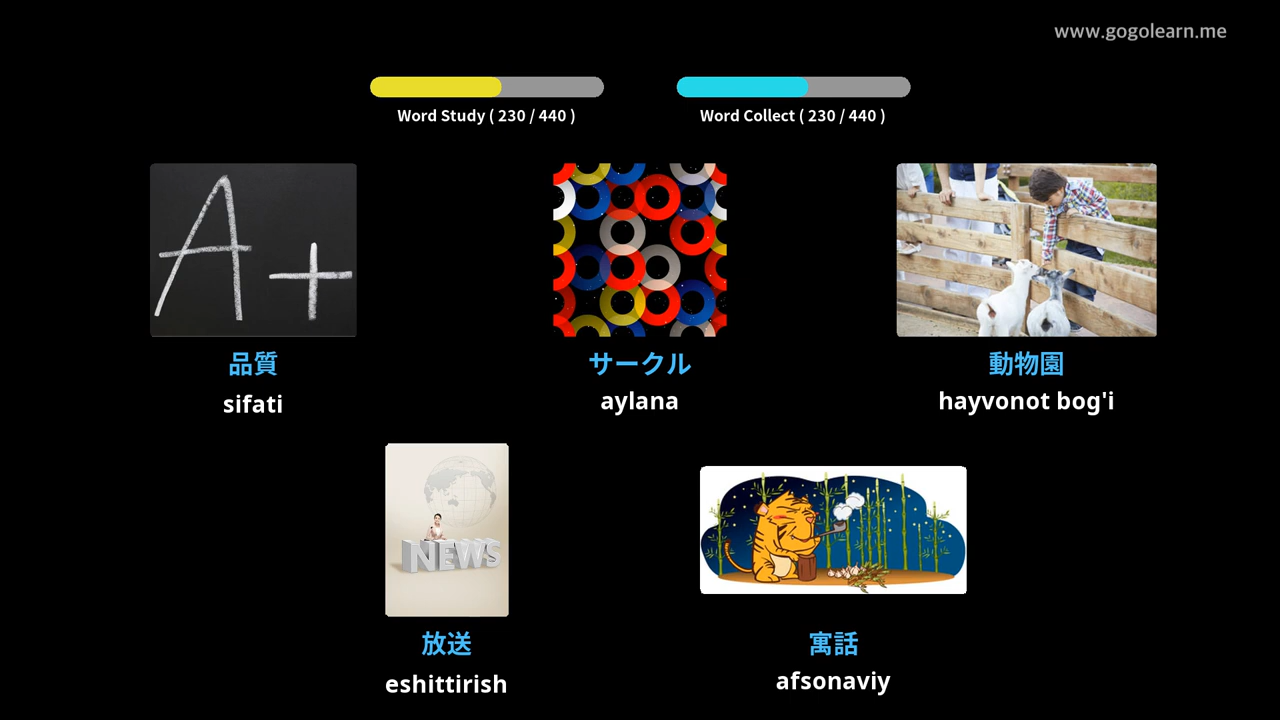 www.gogolearn.me
Word Study ( 230 / 440 )
Word Collect ( 230 / 440 )
A+
品質
sifati
サークル
aylana
動物園
hayvonot bog'i
NEWS
放送
eshittirish
寓話
afsonaviy